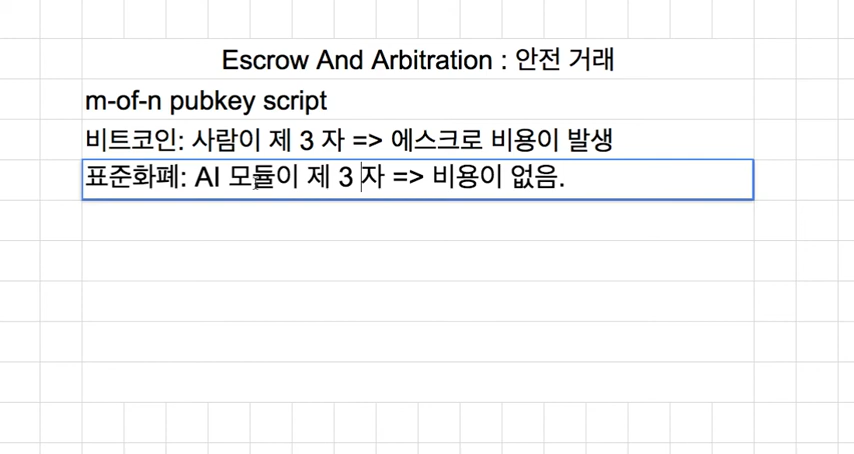 Escrow And Arbitration : 안전 거래
m-of-n pubkey script
비트코인: 사람이 제 3 자 => 에스크로 비용이 발생
표준화폐: AI 모듈이 제 3 자 => 비용이 없음.